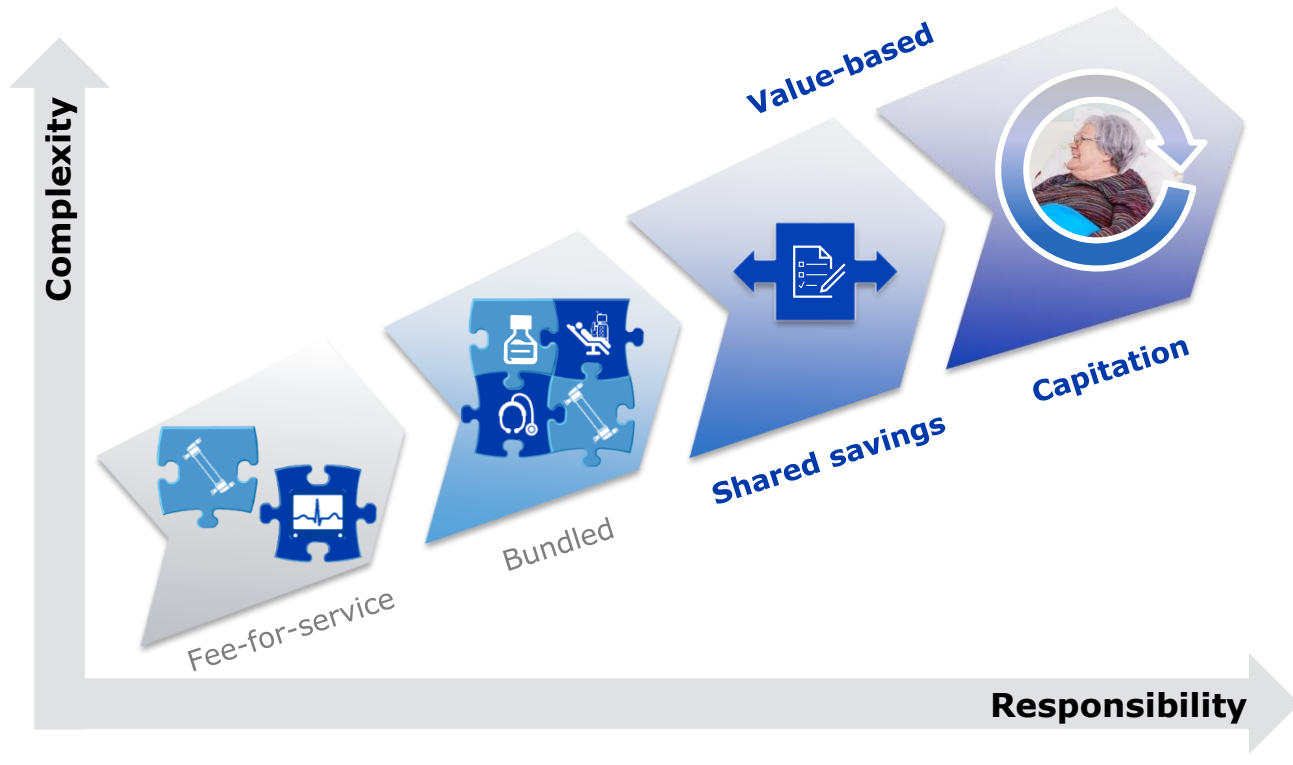 Complexity
Value-based
Capitation
Shared savings
Bundled
Fee-for-service
Responsibility